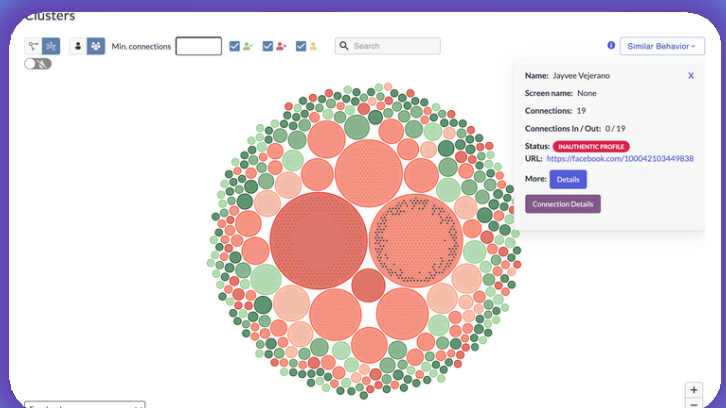 Clusters
Min. connections
Search
Similar Behavior
Name: Jayvee Vejerano X
Screen name: None
Connections: 19
Connections In / Out: 0 / 19
Status: INAUTHENTIC PROFILE
URL: https://facebook.com/100042103449838
More: Details
Connection Details
+
−